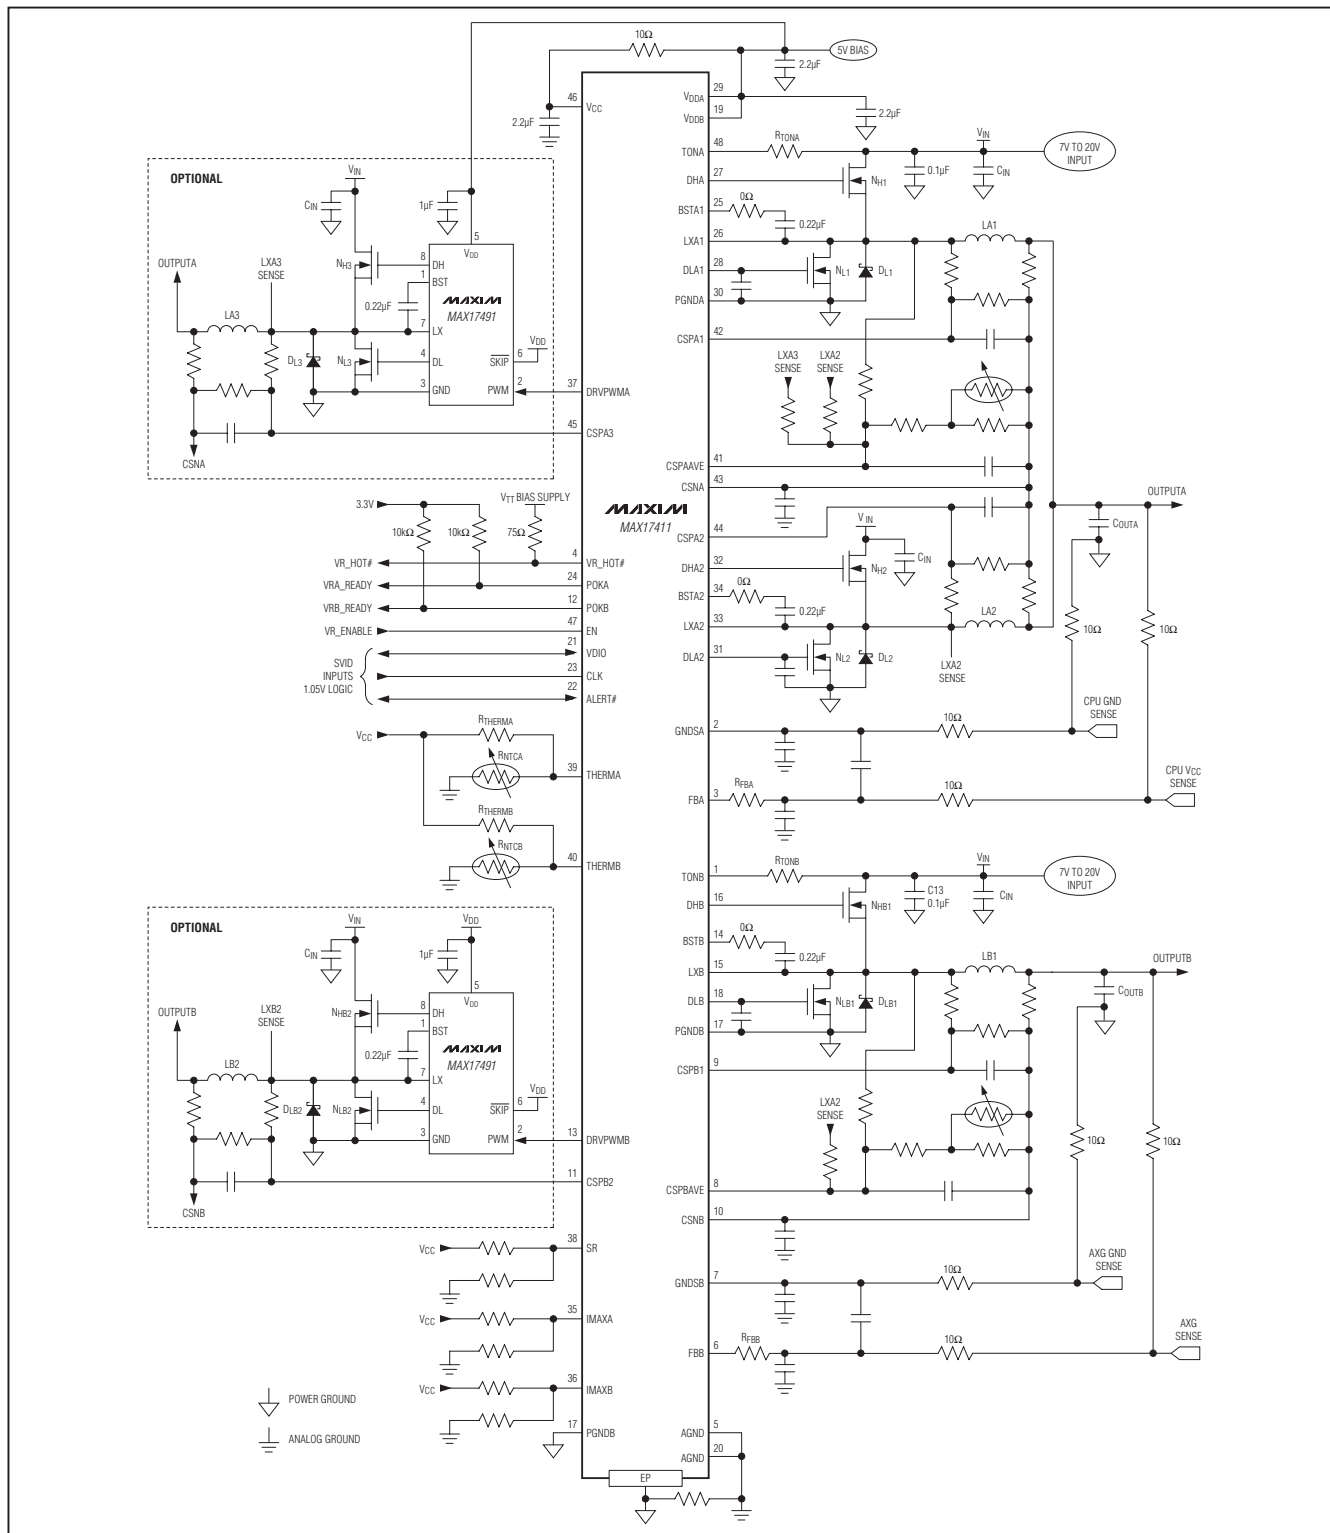 10Ω
5V BIAS
2.2µF
46
VCC
2.2µF
29
VDDA
19
VDDB
2.2µF
48
TONA
RTONA
VIN
7V TO 20V
INPUT
0.1µF
CIN
27
DHA
NH1
25
BSTA1
0Ω
0.22µF
26
LXA1
LA1
28
DLA1
NL1
DL1
30
PGNDA
42
CSPA1
LXA3
SENSE
LXA2
SENSE
41
CSPAAVE
43
CSNA
OUTPUTA
COUTA
OPTIONAL
VIN
CIN
1µF
5
VDD
OUTPUTA
LXA3
SENSE
NH3
8
DH
1
BST
0.22µF
MAXIM
MAX17491
LA3
7
LX
DL3
NL3
4
DL
6
SKIP
VDD
3
GND
2
PWM
37
DRVPWMA
45
CSPA3
CSNA
MAXIM
MAX17411
3.3V
VTT BIAS SUPPLY
10kΩ
10kΩ
75Ω
VR_HOT#
4
VR_HOT#
VRA_READY
24
POKA
VRB_READY
12
POKB
VR_ENABLE
47
EN
SVID
INPUTS
1.05V LOGIC
21
VDIO
23
CLK
22
ALERT#
44
CSPA2
V IN
CIN
32
DHA2
NH2
34
BSTA2
0Ω
0.22µF
33
LXA2
LA2
31
DLA2
NL2
DL2
LXA2
SENSE
10Ω
10Ω
2
GNDSA
10Ω
CPU GND
SENSE
3
FBA
RFBA
10Ω
CPU VCC
SENSE
VCC
RTHERMA
RNTCA
39
THERMA
RTHERMB
RNTCB
40
THERMB
1
TONB
RTONB
VIN
7V TO 20V
INPUT
C13
0.1µF
CIN
16
DHB
NHB1
14
BSTB
0Ω
0.22µF
15
LXB
LB1
OUTPUTB
COUTB
18
DLB
NLB1
DLB1
17
PGNDB
9
CSPB1
LXA2
SENSE
10Ω
10Ω
8
CSPBAVE
10
CSNB
OPTIONAL
VIN
CIN
VDD
1µF
5
VDD
OUTPUTB
LXB2
SENSE
NHB2
8
DH
1
BST
0.22µF
MAXIM
MAX17491
LB2
7
LX
DLB2
NLB2
4
DL
6
SKIP
VDD
3
GND
2
PWM
13
DRVPWMB
11
CSPB2
CSNB
VCC
38
SR
VCC
35
IMAXA
VCC
36
IMAXB
17
PGNDB
7
GNDSB
10Ω
AXG GND
SENSE
6
FBB
RFBB
10Ω
AXG
SENSE
POWER GROUND
ANALOG GROUND
5
AGND
20
AGND
EP